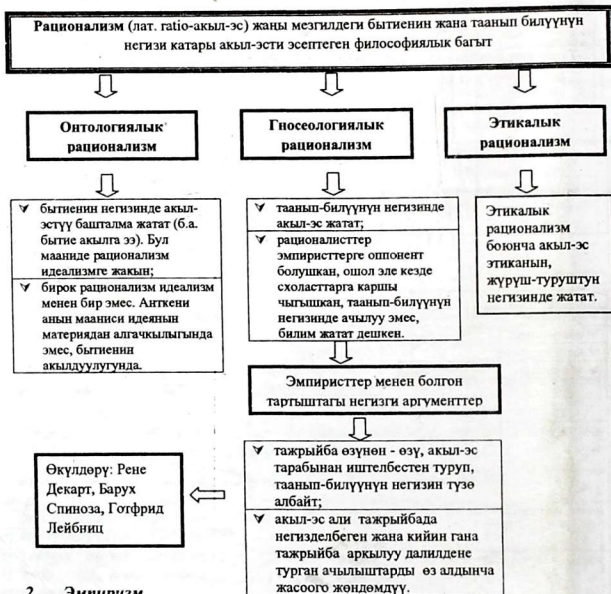 Рационализм (лат. ratio-акыл-эс) жаңы мезгилдеги бытиенин жана таанып билүүнүн
негизи катары акыл-эсти эсептеген философиялык багыт
Онтологиялык
рационализм
Гносеологиялык
рационализм
Этикалык
рационализм
бытиенин негизинде акыл-
эстүү башталма жатат (б.а.
бытие акылга ээ). Бул
мааниде рационализм
идеализмге жакын;
бирок рационализм идеализм
менен бир эмес. Анткени
анын мааниси идеянын
материядан алгачкылыгында
эмес, бытиенин
акылдуулугунда.
таанып-билүүнүн негизинде
акыл-эс жатат;
рационалисттер
эмпиристтерге оппонент
болушкан, ошол эле кезде
схоласттарга каршы
чыгышкан, таанып-билүүнүн
негизинде ачылуу эмес,
билим жатат дешкен.
Этикалык
рационализм
боюнча акыл-эс
этиканын,
жүрүш-туруштун
негизинде жатат.
Эмпиристтер менен болгон
тартыштагы негизги аргументтер
тажрыйба өзүнөн - өзү, акыл-эс
тарабынан иштелбестен туруп,
таанып-билүүнүн негизин түзө
албайт;
акыл-эс али тажрыйбада
негизделбеген жана кийин гана
тажрыйба аркылуу далилдене
турган ачылыштарды өз алдынча
жасоого жөндөмдүү.
Өкүлдөрү: Рене
Декарт, Барух
Спиноза, Готфрид
Лейбниц
2. Эмпиризм